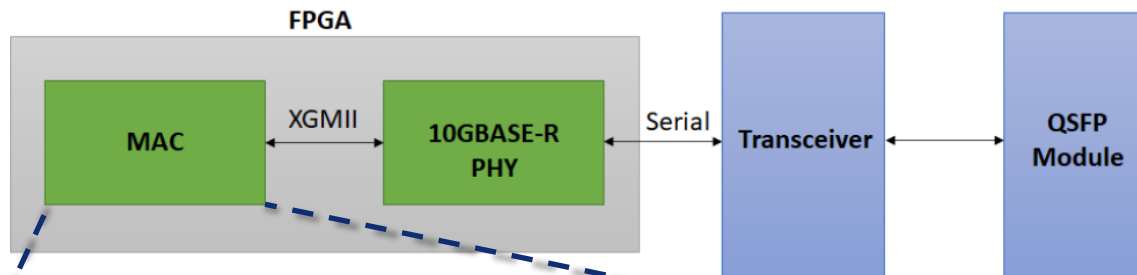 FPGA
MAC
XGMII
10GBASE-R
PHY
Serial
Transceiver
QSFP
Module